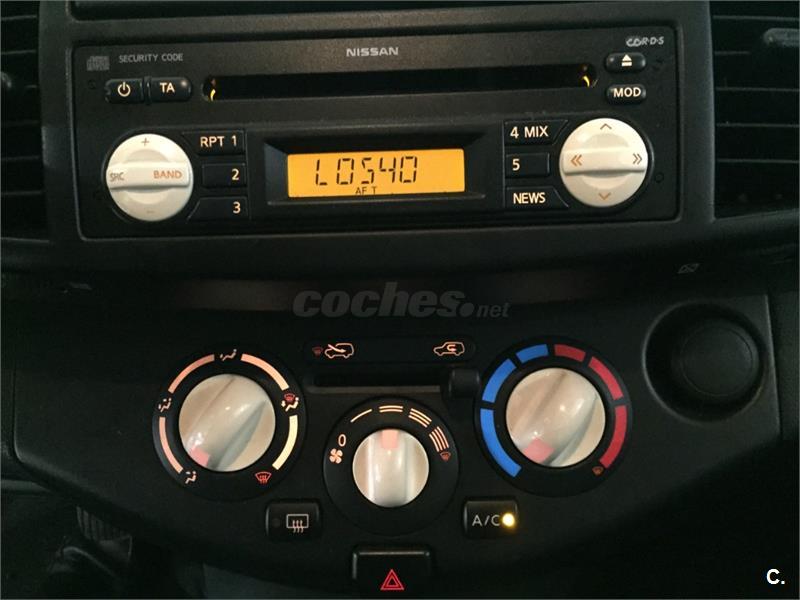 SECURITY CODE
NISSAN
CD·R·D·S
TA
MOD
+
SRC BAND
−
RPT 1
2
3
LOS40
AF T
4 MIX
5
NEWS
coches.net
0
A/C
C.